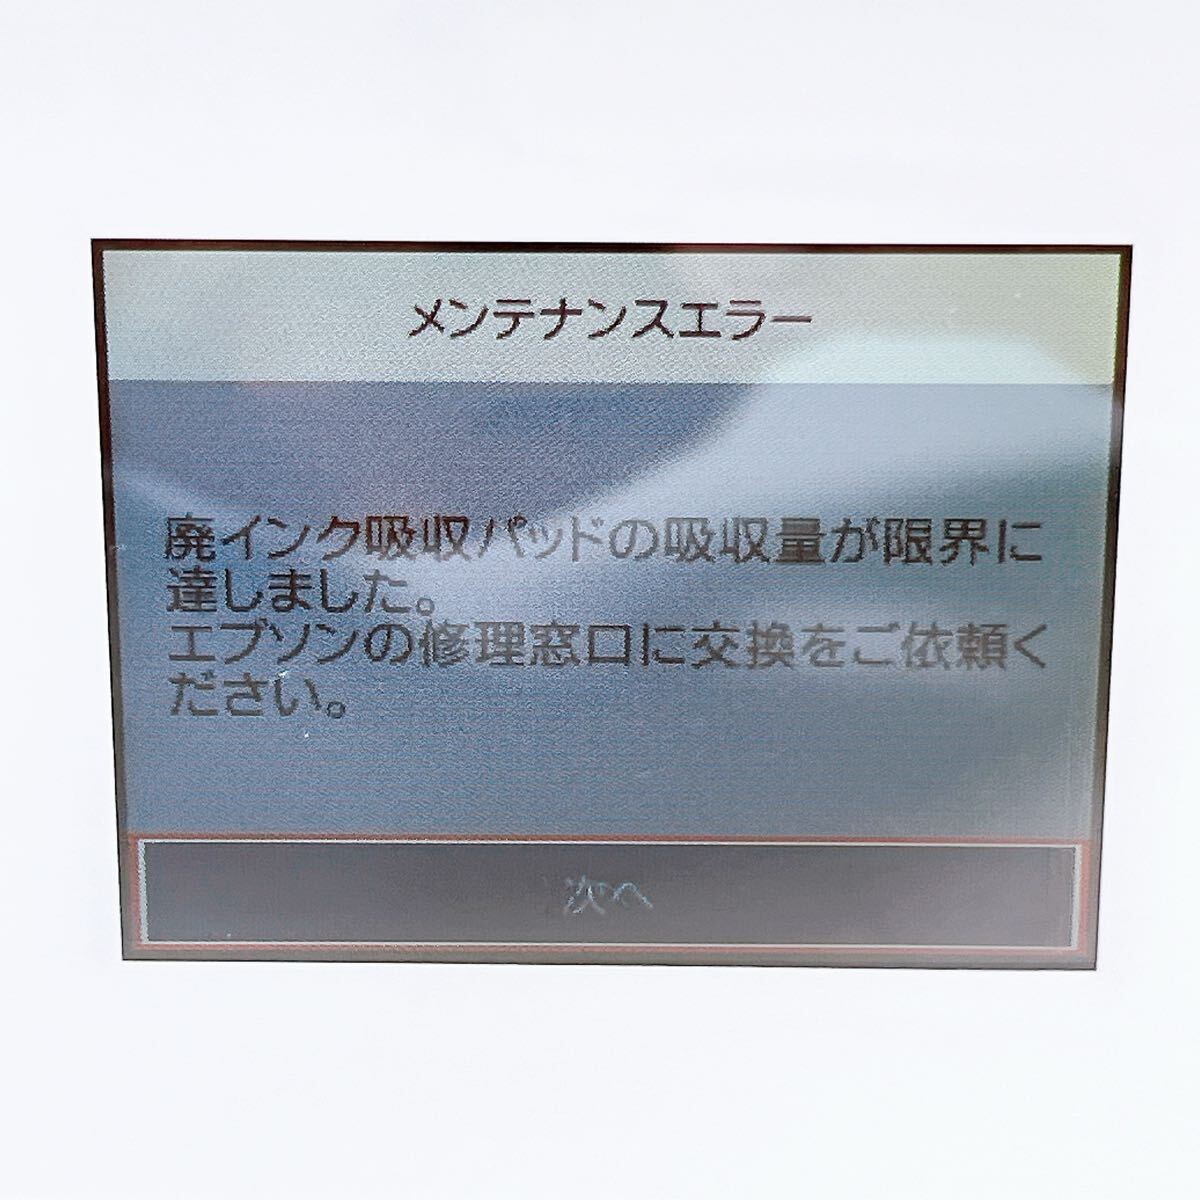 メンテナンスエラー
廃インク吸収パッドの吸収量が限界に
達しました。
エプソンの修理窓口に交換をご依頼く
ださい。
次へ